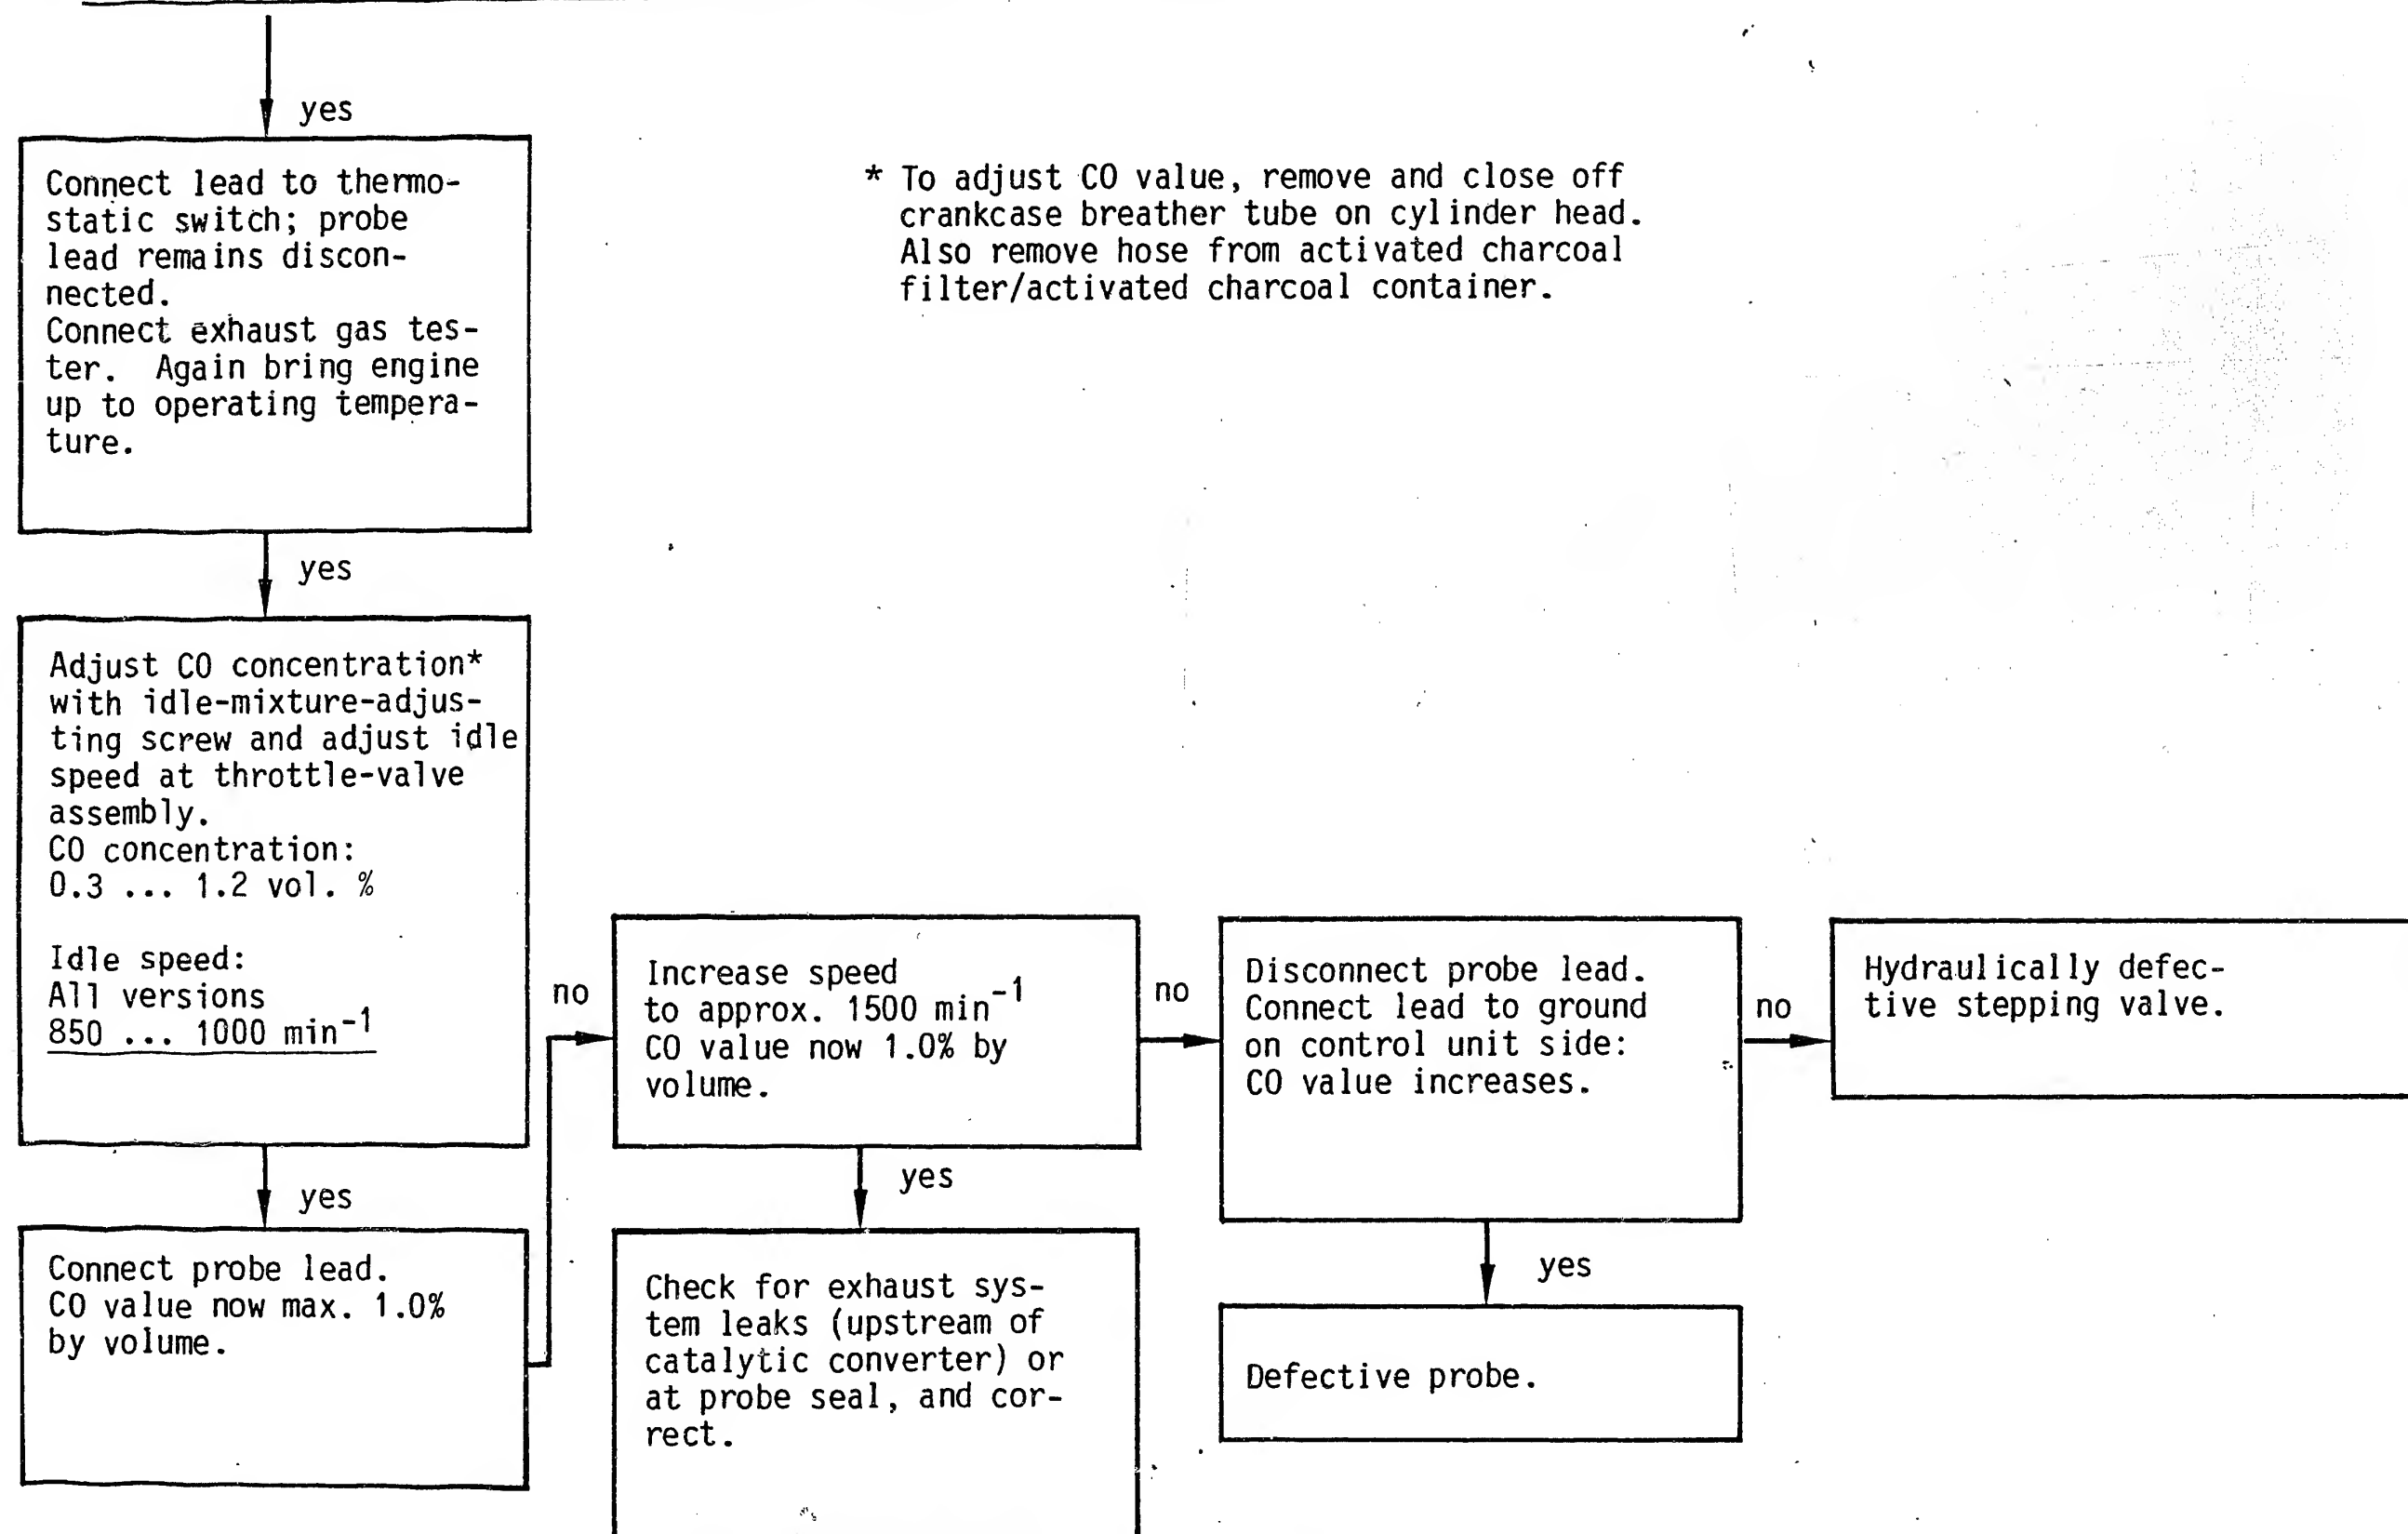 yes
Connect lead to thermo-
static switch; probe
lead remains discon-
nected.
Connect exhaust gas tes-
ter. Again bring engine
up to operating tempera-
ture.
* To adjust CO value, remove and close off
crankcase breather tube on cylinder head.
Also remove hose from activated charcoal
filter/activated charcoal container.
yes
Adjust CO concentration*
with idle-mixture-adjus-
ting screw and adjust idle
speed at throttle-valve
assembly.
CO concentration:
0.3 ... 1.2 vol. %
Idle speed:
All versions
850 ... 1000 min⁻¹
no
Increase speed
to approx. 1500 min⁻¹
CO value now 1.0% by
volume.
no
Disconnect probe lead.
Connect lead to ground
on control unit side:
CO value increases.
no
Hydraulically defec-
tive stepping valve.
yes
Connect probe lead.
CO value now max. 1.0%
by volume.
yes
Check for exhaust sys-
tem leaks (upstream of
catalytic converter) or
at probe seal, and cor-
rect.
yes
Defective probe.